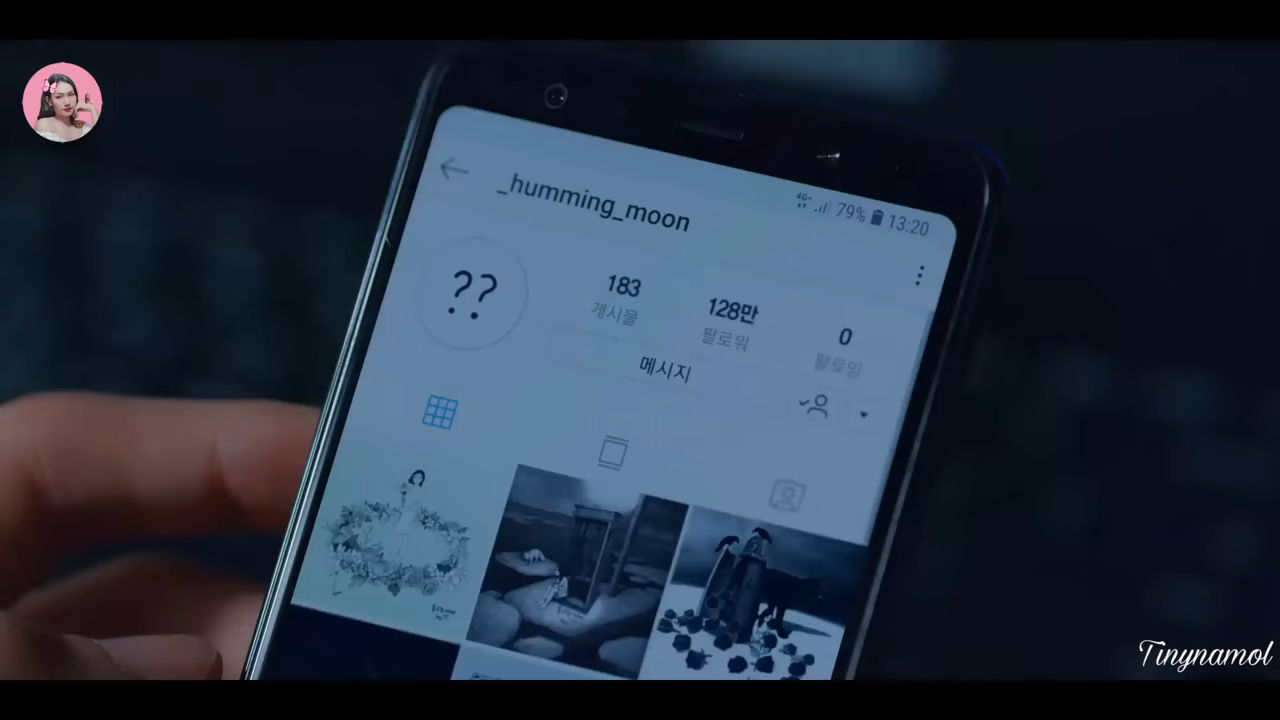 _humming_moon
4G+ 79% 13:20
??
183
게시물
128만
팔로워
0
팔로잉
메시지
Tinynamol